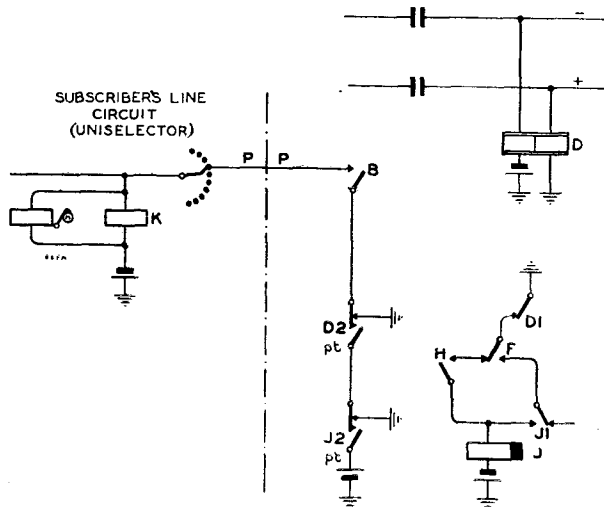 −
+
SUBSCRIBER'S LINE
CIRCUIT
(UNISELECTOR)
D
P P
B
K
D1
D2
pt
H F
J2
pt
J1
J